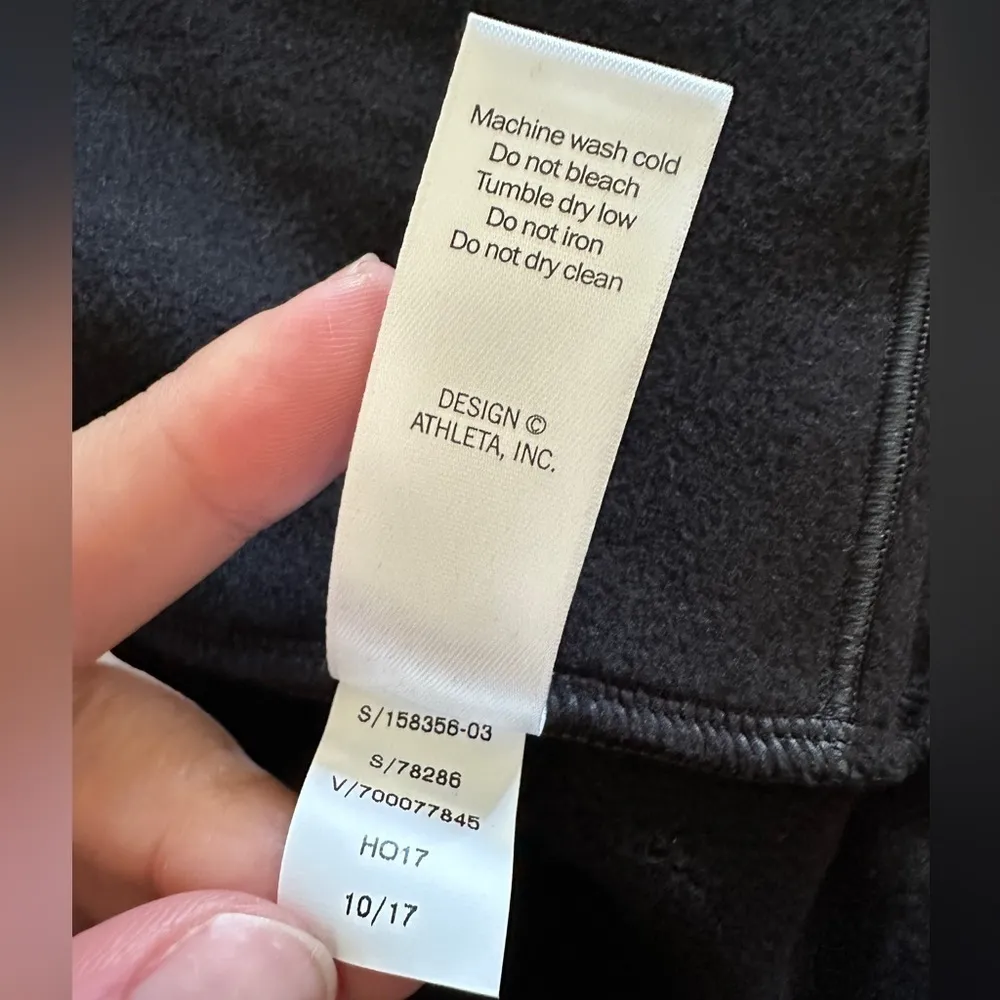 Machine wash cold
Do not bleach
Tumble dry low
Do not iron
Do not dry clean
DESIGN ©
ATHLETA, INC.
S/158356-03
S/78286
V/700077845
HO17
10/17